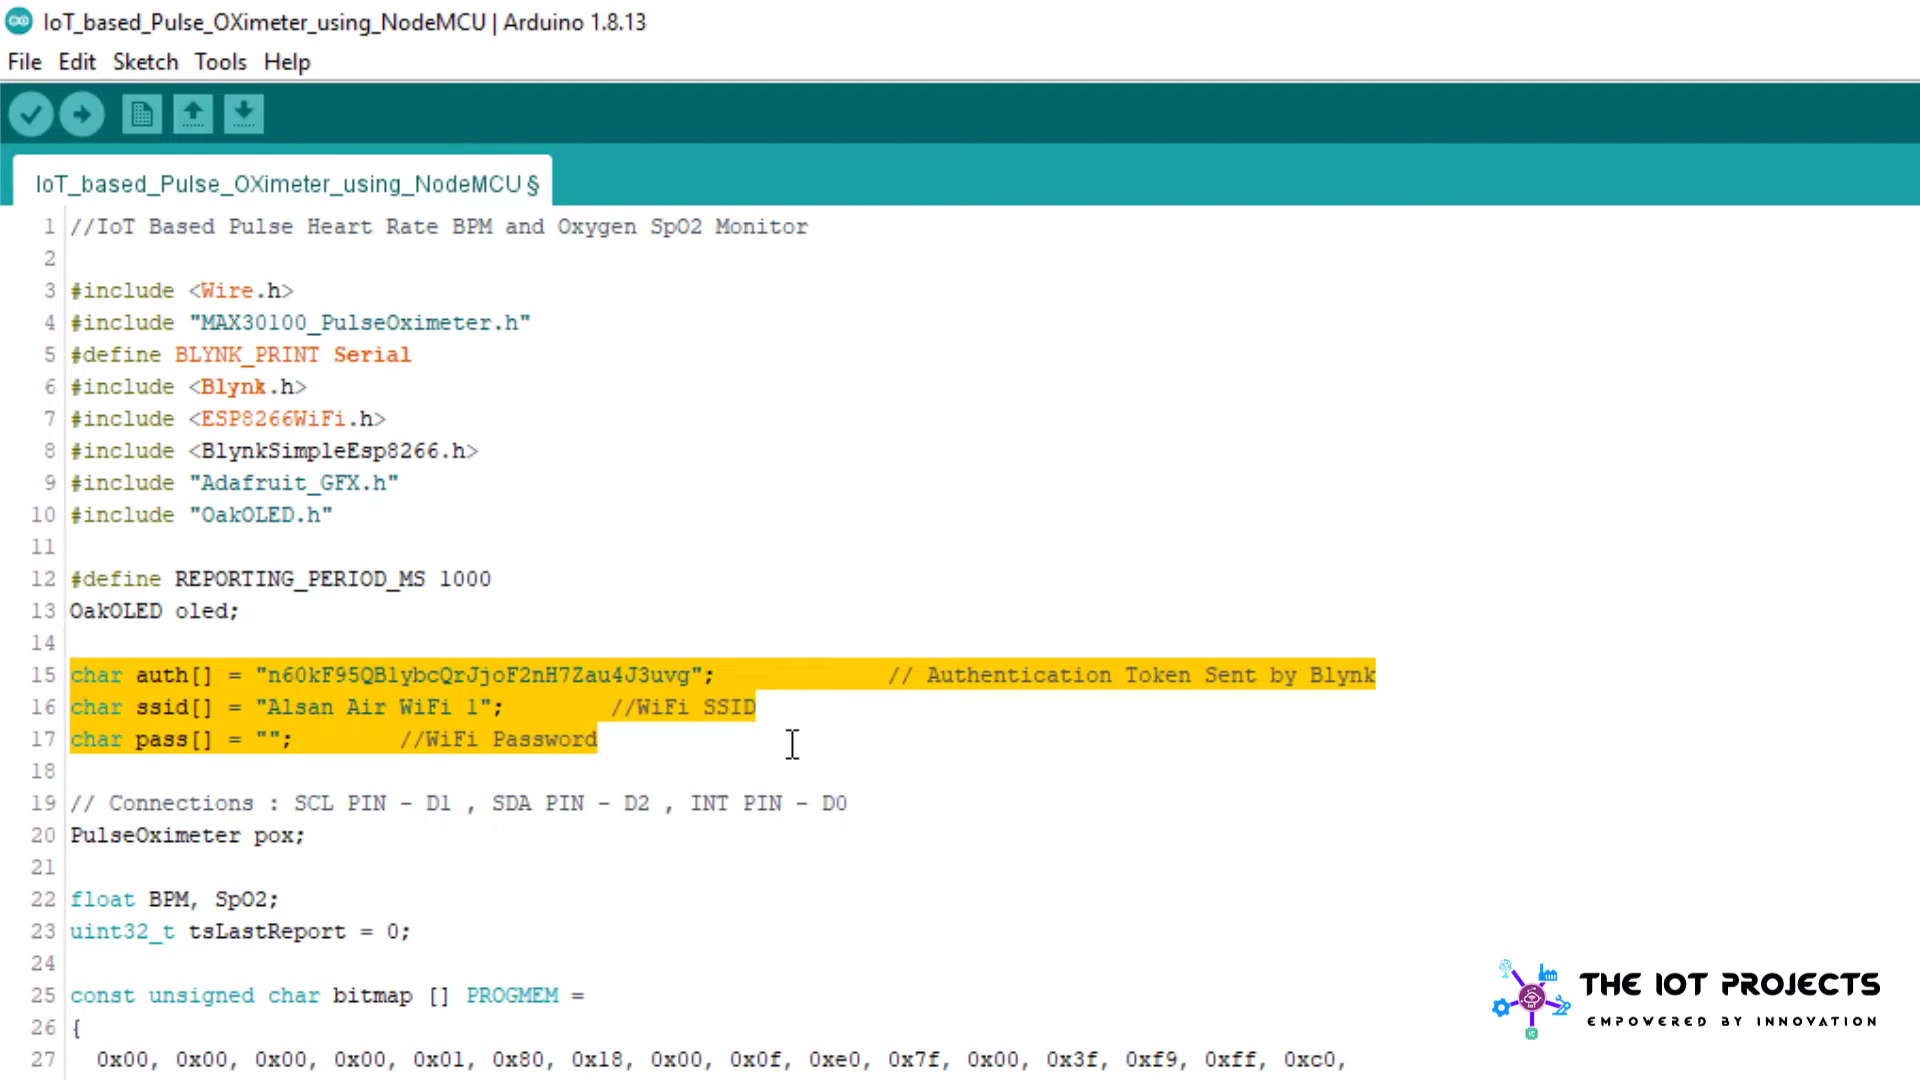 IoT_based_Pulse_OXimeter_using_NodeMCU | Arduino 1.8.13
File Edit Sketch Tools Help
IoT_based_Pulse_OXimeter_using_NodeMCU §
1 //IoT Based Pulse Heart Rate BPM and Oxygen SpO2 Monitor
2
3 #include <Wire.h>
4 #include "MAX30100_PulseOximeter.h"
5 #define BLYNK_PRINT Serial
6 #include <Blynk.h>
7 #include <ESP8266WiFi.h>
8 #include <BlynkSimpleEsp8266.h>
9 #include "Adafruit_GFX.h"
10 #include "OakOLED.h"
11
12 #define REPORTING_PERIOD_MS 1000
13 OakOLED oled;
14
15 char auth[] = "n60kF95QBlybcQrJjoF2nH7Zau4J3uvg"; // Authentication Token Sent by Blynk
16 char ssid[] = "Alsan Air WiFi 1"; //WiFi SSID
17 char pass[] = ""; //WiFi Password
18
19 // Connections : SCL PIN - D1 , SDA PIN - D2 , INT PIN - D0
20 PulseOximeter pox;
21
22 float BPM, SpO2;
23 uint32_t tsLastReport = 0;
24
25 const unsigned char bitmap [] PROGMEM =
26 {
27 0x00, 0x00, 0x00, 0x00, 0x01, 0x80, 0x18, 0x00, 0x0f, 0xe0, 0x7f, 0x00, 0x3f, 0xf9, 0xff, 0xc0,
THE IOT PROJECTS
EMPOWERED BY INNOVATION